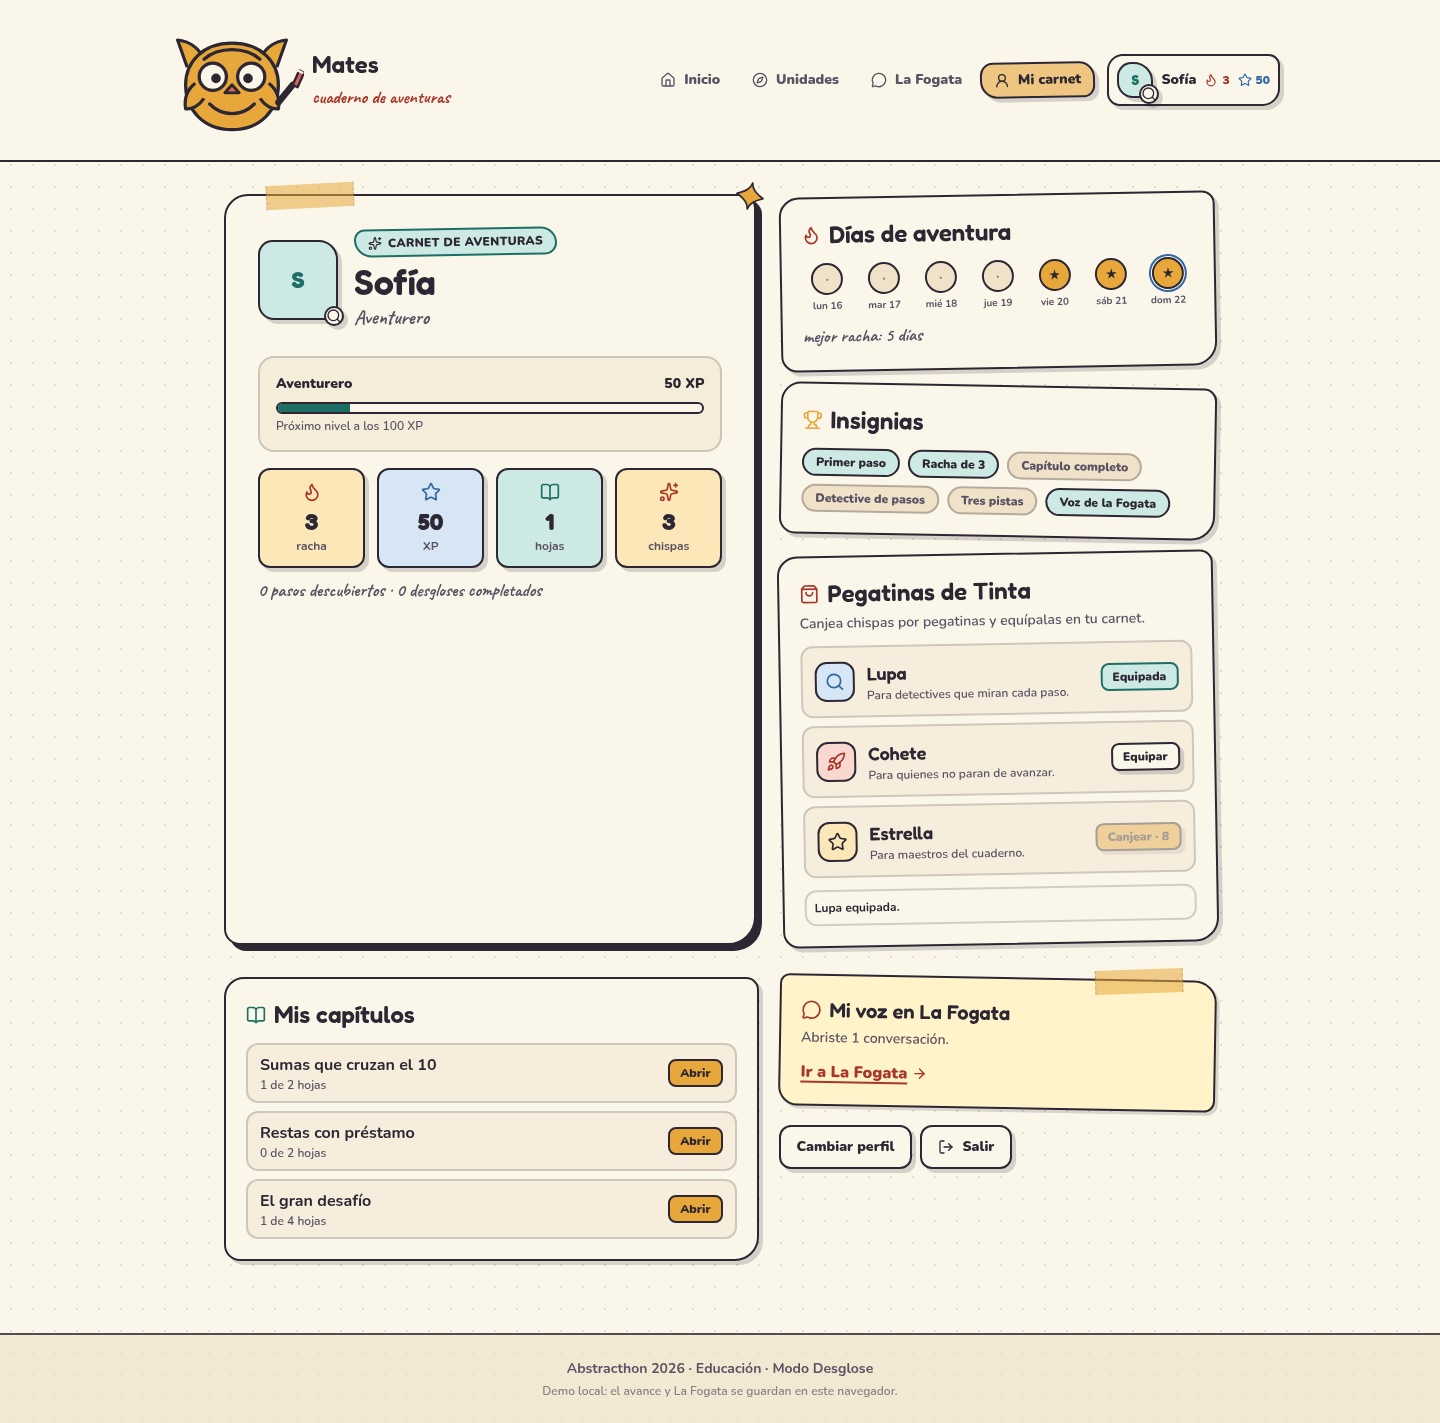 Mates
cuaderno de aventuras
Inicio
Unidades
La Fogata
Mi carnet
S
Sofía
3
50
S
CARNET DE AVENTURAS
Sofía
Aventurero
Aventurero
50 XP
Próximo nivel a los 100 XP
3
racha
50
XP
1
hojas
3
chispas
0 pasos descubiertos · 0 desgloses completados
Días de aventura
lun 16
mar 17
mié 18
jue 19
vie 20
sáb 21
dom 22
mejor racha: 5 días
Insignias
Primer paso
Racha de 3
Capítulo completo
Detective de pasos
Tres pistas
Voz de la Fogata
Pegatinas de Tinta
Canjea chispas por pegatinas y equípalas en tu carnet.
Lupa
Para detectives que miran cada paso.
Equipada
Cohete
Para quienes no paran de avanzar.
Equipar
Estrella
Para maestros del cuaderno.
Canjear · 8
Lupa equipada.
Mis capítulos
Sumas que cruzan el 10
1 de 2 hojas
Abrir
Restas con préstamo
0 de 2 hojas
Abrir
El gran desafío
1 de 4 hojas
Abrir
Mi voz en La Fogata
Abriste 1 conversación.
Ir a La Fogata →
Cambiar perfil
Salir
Abstracthon 2026 · Educación · Modo Desglose
Demo local: el avance y La Fogata se guardan en este navegador.